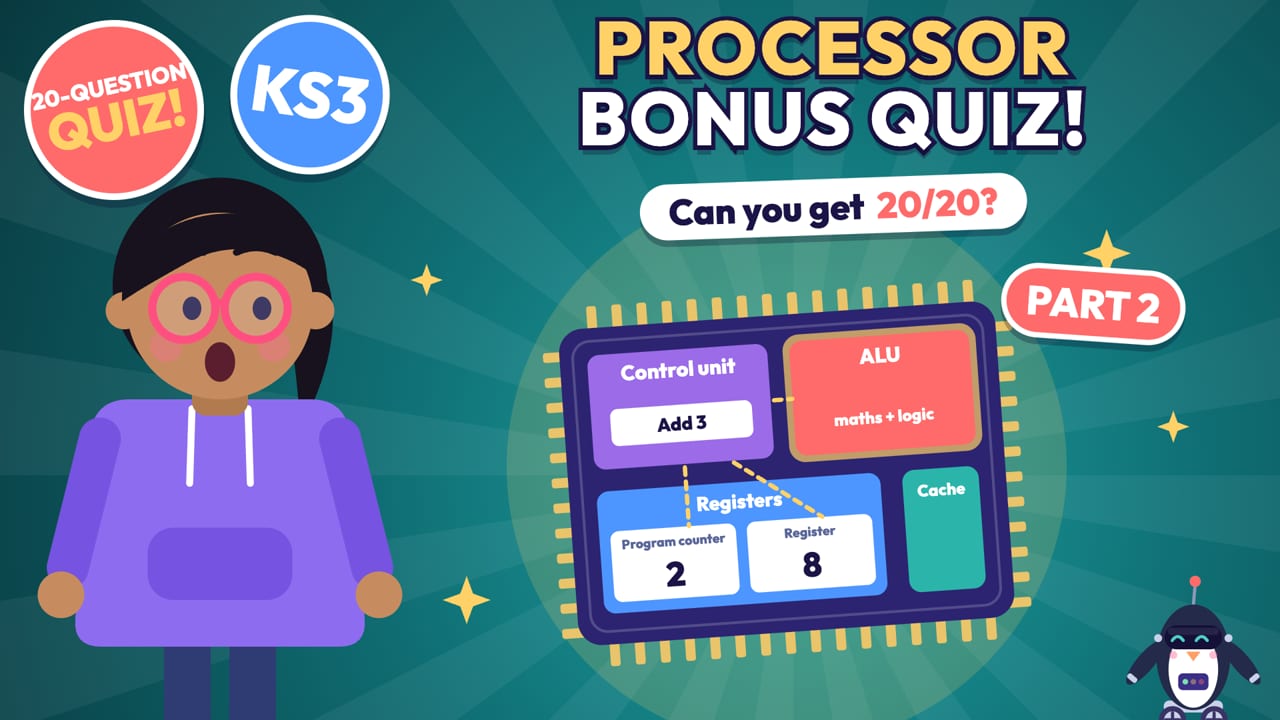 20-QUESTION
QUIZ!
KS3
PROCESSOR
BONUS QUIZ!
Can you get 20/20?
PART 2
Control unit
Add 3
ALU
maths + logic
Registers
Program counter
2
Register
8
Cache